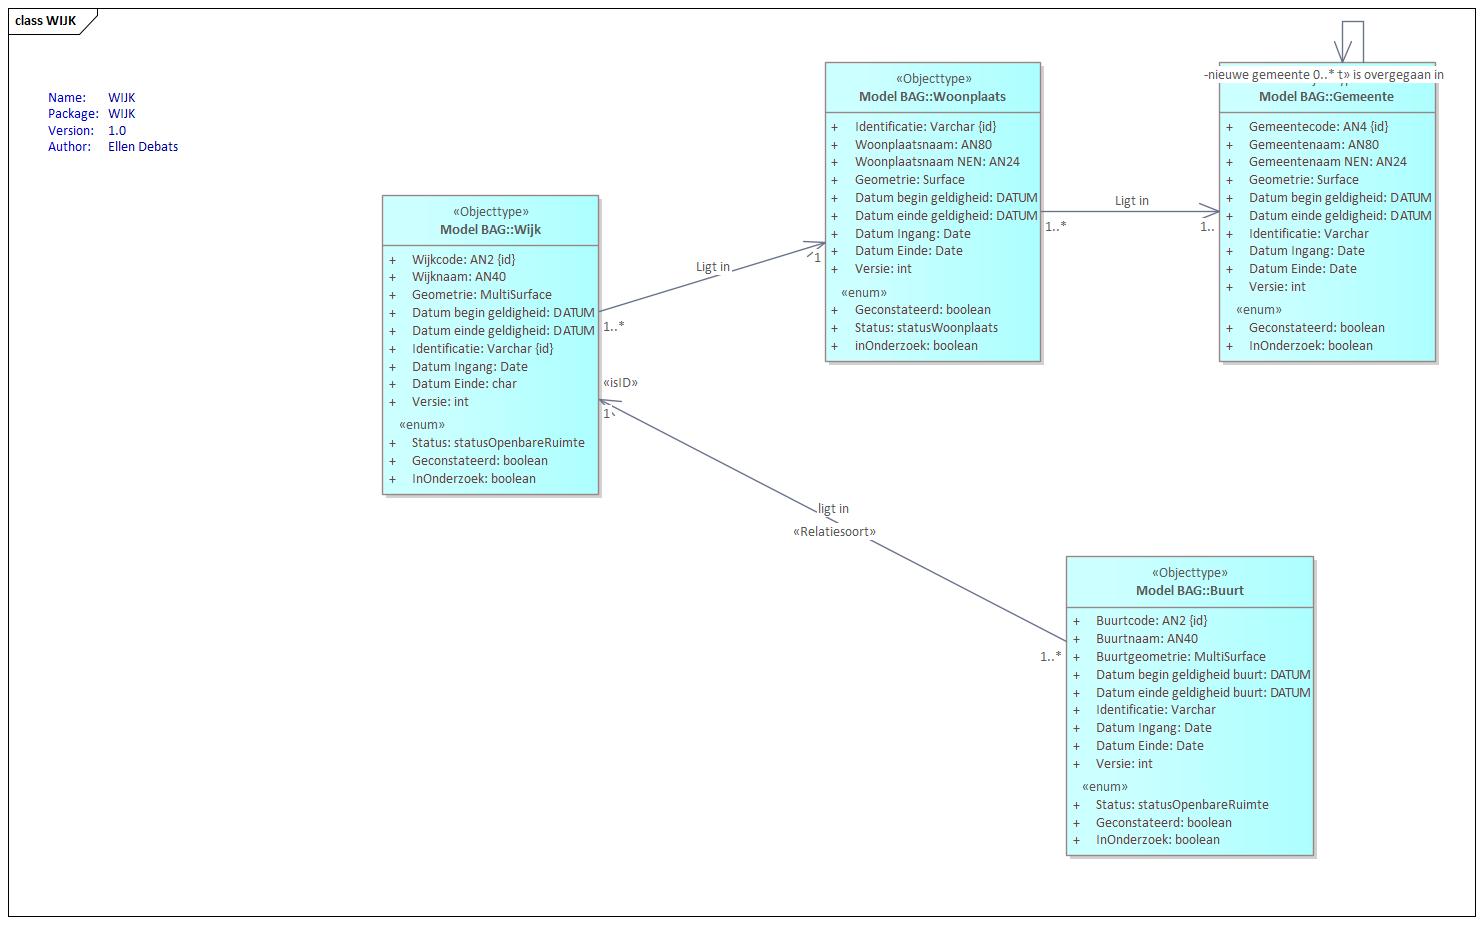 class WIJK
Name: WIJK
Package: WIJK
Version: 1.0
Author: Ellen Debats
«Objecttype»
Model BAG::Wijk
+ Wijkcode: AN2 {id}
+ Wijknaam: AN40
+ Geometrie: MultiSurface
+ Datum begin geldigheid: DATUM
+ Datum einde geldigheid: DATUM
+ Identificatie: Varchar {id}
+ Datum Ingang: Date
+ Datum Einde: char
+ Versie: int
«enum»
+ Status: statusOpenbareRuimte
+ Geconstateerd: boolean
+ InOnderzoek: boolean
Ligt in
1..*
1
«Objecttype»
Model BAG::Woonplaats
+ Identificatie: Varchar {id}
+ Woonplaatsnaam: AN80
+ Woonplaatsnaam NEN: AN24
+ Geometrie: Surface
+ Datum begin geldigheid: DATUM
+ Datum einde geldigheid: DATUM
+ Datum Ingang: Date
+ Datum Einde: Date
+ Versie: int
«enum»
+ Geconstateerd: boolean
+ Status: statusWoonplaats
+ inOnderzoek: boolean
Ligt in
1..*
1..
-nieuwe gemeente 0..* t» is overgegaan in
Model BAG::Gemeente
+ Gemeentecode: AN4 {id}
+ Gemeentenaam: AN80
+ Gemeentenaam NEN: AN24
+ Geometrie: Surface
+ Datum begin geldigheid: DATUM
+ Datum einde geldigheid: DATUM
+ Identificatie: Varchar
+ Datum Ingang: Date
+ Datum Einde: Date
+ Versie: int
«enum»
+ Geconstateerd: boolean
+ InOnderzoek: boolean
«isID»
1
ligt in
«Relatiesoort»
1..*
«Objecttype»
Model BAG::Buurt
+ Buurtcode: AN2 {id}
+ Buurtnaam: AN40
+ Buurtgeometrie: MultiSurface
+ Datum begin geldigheid buurt: DATUM
+ Datum einde geldigheid buurt: DATUM
+ Identificatie: Varchar
+ Datum Ingang: Date
+ Datum Einde: Date
+ Versie: int
«enum»
+ Status: statusOpenbareRuimte
+ Geconstateerd: boolean
+ InOnderzoek: boolean